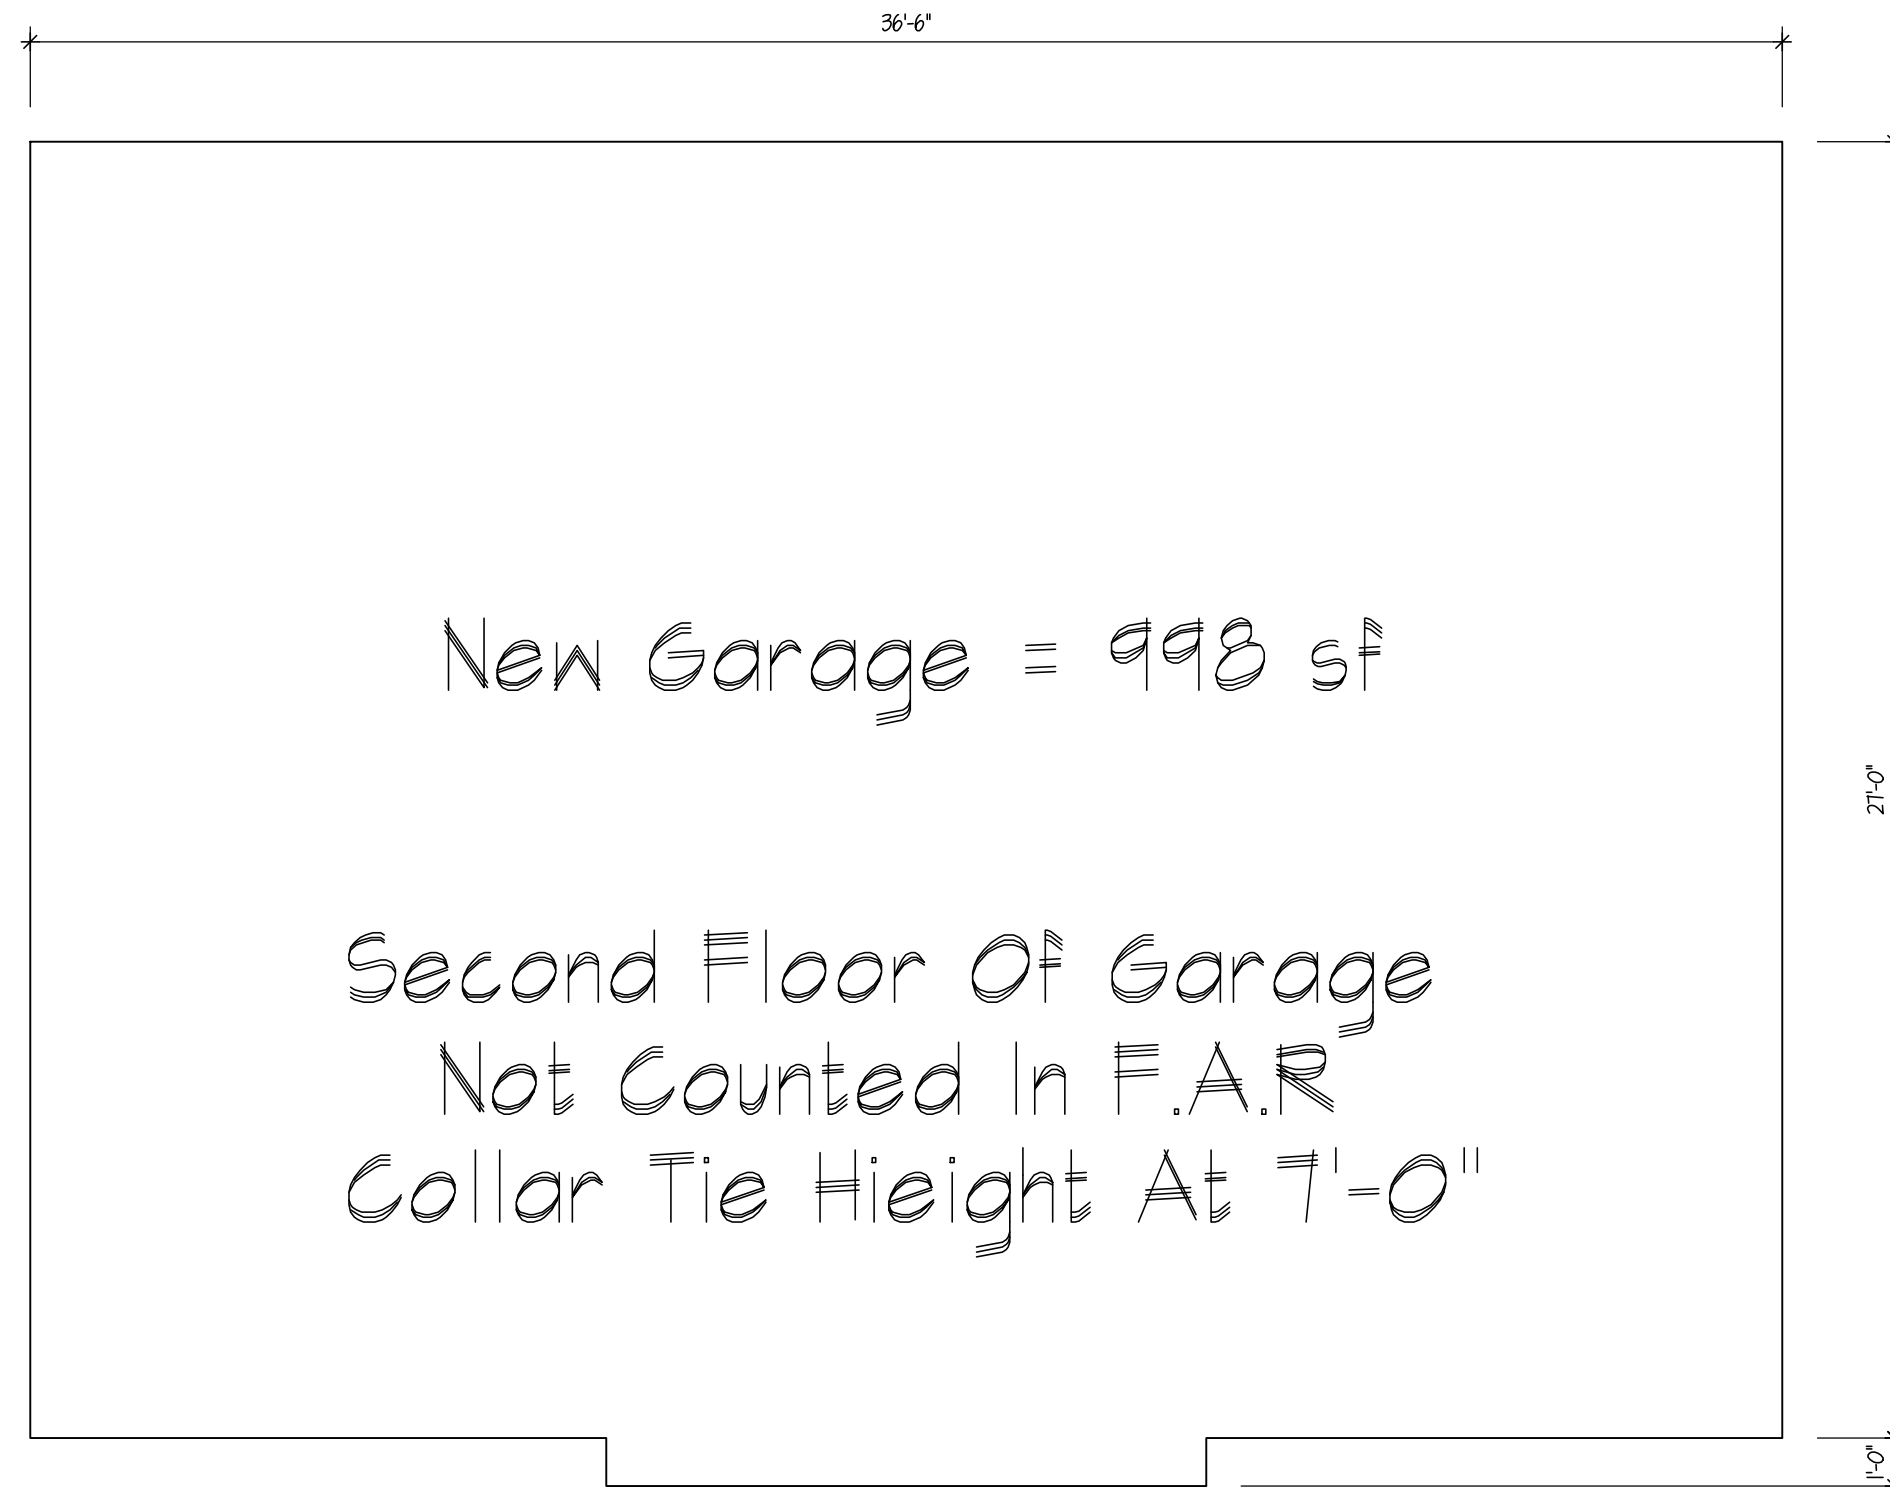 36'-6"
New Garage = 998 sf
27'-0"
Second Floor Of Garage
Not Counted In F.A.R
Collar Tie Hieight At 7'-0"
1'-0"